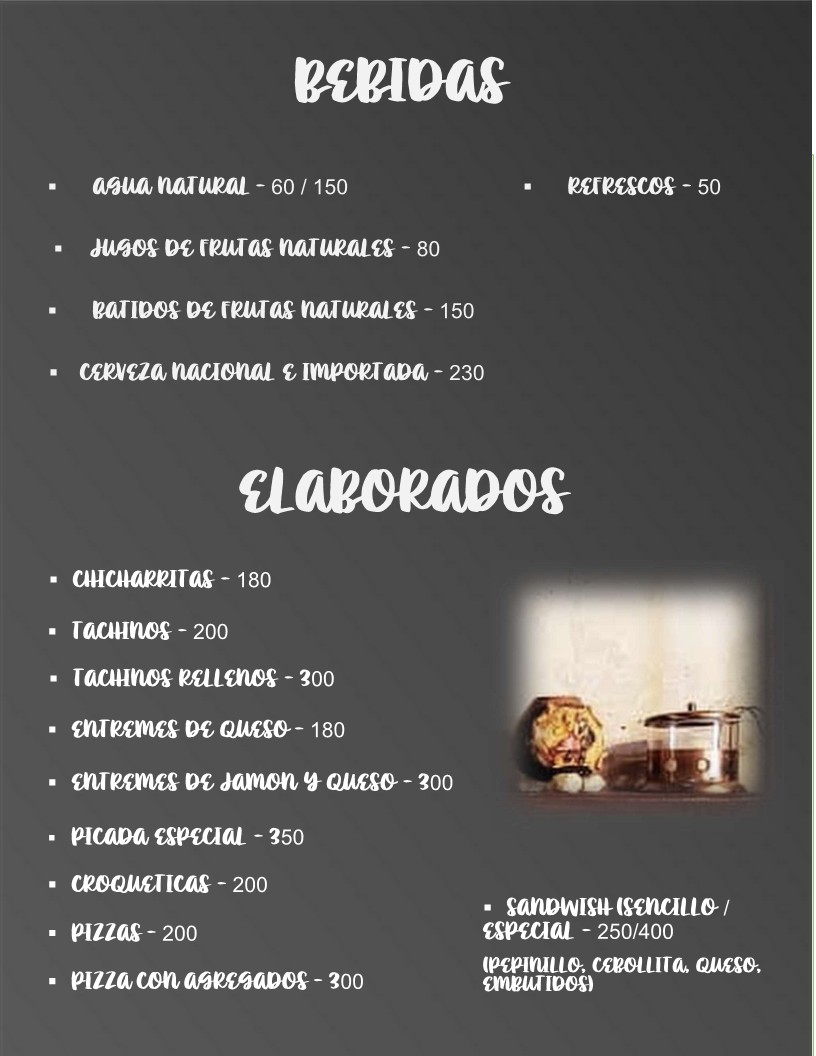 BEBIDAS
▪ AGUA NATURAL - 60 / 150
▪ REFRESCOS - 50
▪ JUGOS DE FRUTAS NATURALES - 80
▪ BATIDOS DE FRUTAS NATURALES - 150
▪ CERVEZA NACIONAL E IMPORTADA - 230
ELABORADOS
▪ CHICHARRITAS - 180
▪ TACHINOS - 200
▪ TACHINOS RELLENOS - 300
▪ ENTREMES DE QUESO - 180
▪ ENTREMES DE JAMON Y QUESO - 300
▪ PICADA ESPECIAL - 350
▪ CROQUETICAS - 200
▪ PIZZAS - 200
▪ PIZZA CON AGREGADOS - 300
▪ SANDWISH (SENCILLO /
ESPECIAL - 250/400
(PEPINILLO, CEBOLLITA, QUESO,
EMBUTIDOS)